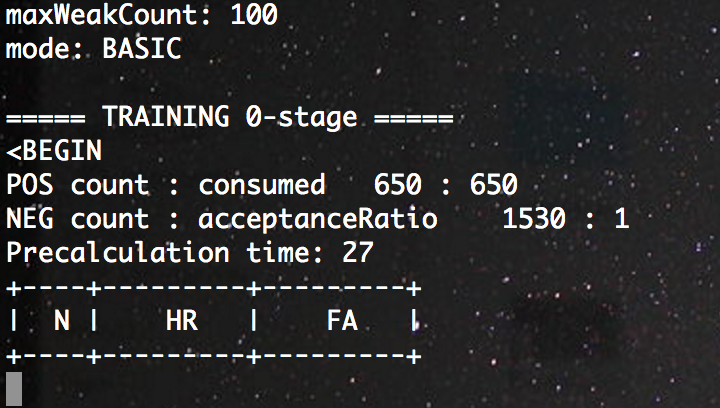 maxWeakCount: 100
mode: BASIC
===== TRAINING 0-stage =====
<BEGIN
POS count : consumed   650 : 650
NEG count : acceptanceRatio    1530 : 1
Precalculation time: 27
+----+---------+---------+
|  N |    HR   |    FA   |
+----+---------+---------+